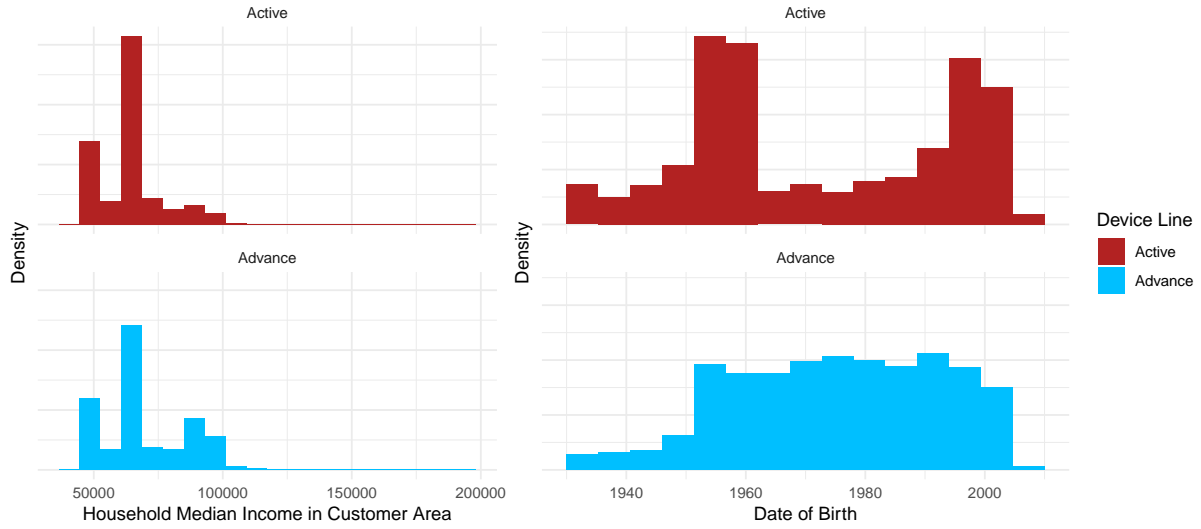 Active
Active
Density
Density
Advance
Advance
50000 100000 150000 200000
Household Median Income in Customer Area
1940 1960 1980 2000
Date of Birth
Device Line
Active
Advance